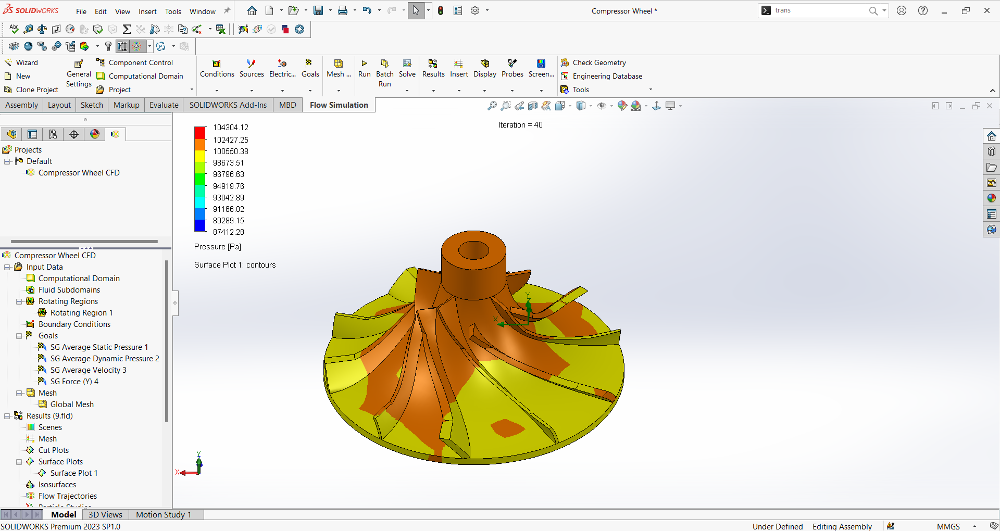 SOLIDWORKS File Edit View Insert Tools Window Compressor Wheel * trans
Abc
Wizard
New
Clone Project
General
Settings
Component Control
Computational Domain
Project
Conditions Sources Electric... Goals Mesh ... Run Batch
Run Solve Results Insert Display Probes Screen...
Check Geometry
Engineering Database
Tools
Assembly Layout Sketch Markup Evaluate SOLIDWORKS Add-Ins MBD Flow Simulation
Projects
Default
Compressor Wheel CFD
Compressor Wheel CFD
Input Data
Computational Domain
Fluid Subdomains
Rotating Regions
Rotating Region 1
Boundary Conditions
Goals
SG Average Static Pressure 1
SG Average Dynamic Pressure 2
SG Average Velocity 3
SG Force (Y) 4
Mesh
Global Mesh
Results (9.fld)
Scenes
Mesh
Cut Plots
Surface Plots
Surface Plot 1
Isosurfaces
Flow Trajectories
Particle Studies
104304.12
102427.25
100550.38
98673.51
96796.63
94919.76
93042.89
91166.02
89289.15
87412.28
Pressure [Pa]
Surface Plot 1: contours
Iteration = 40
Y
Z
X
Y
Z
X
Model 3D Views Motion Study 1
SOLIDWORKS Premium 2023 SP1.0 Under Defined Editing Assembly MMGS